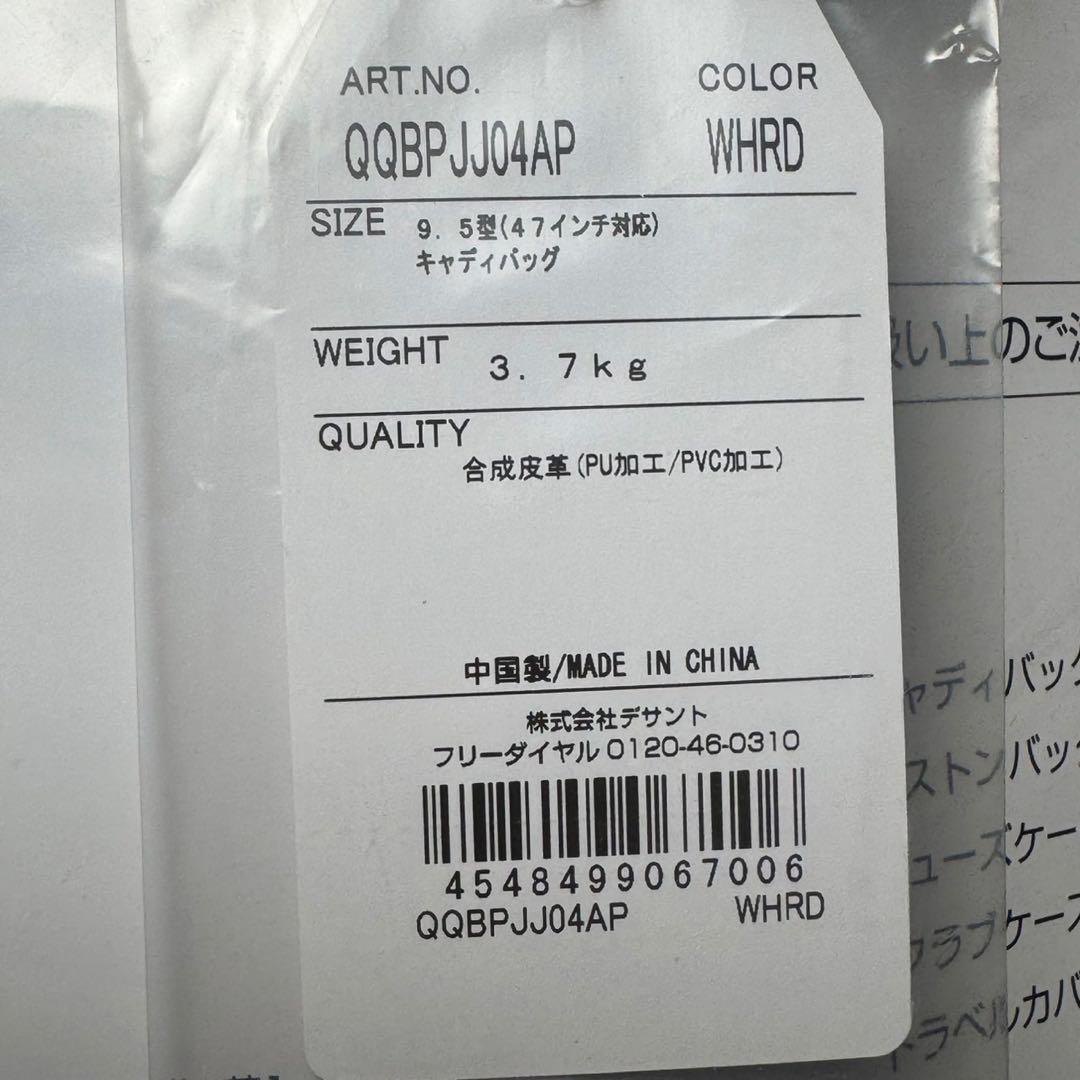 ART.NO. COLOR
QQBPJJ04AP WHRD
SIZE 9.5型(47インチ対応)
キャディバッグ
WEIGHT 3.7kg
QUALITY
合成皮革(PU加工/PVC加工)
中国製/MADE IN CHINA
株式会社デサント
フリーダイヤル 0120-46-0310
4548499067006
QQBPJJ04AP WHRD
扱い上のご注
ャディバッグ
ストンバッ
ューズケー
クラブケース
トラベルカバ